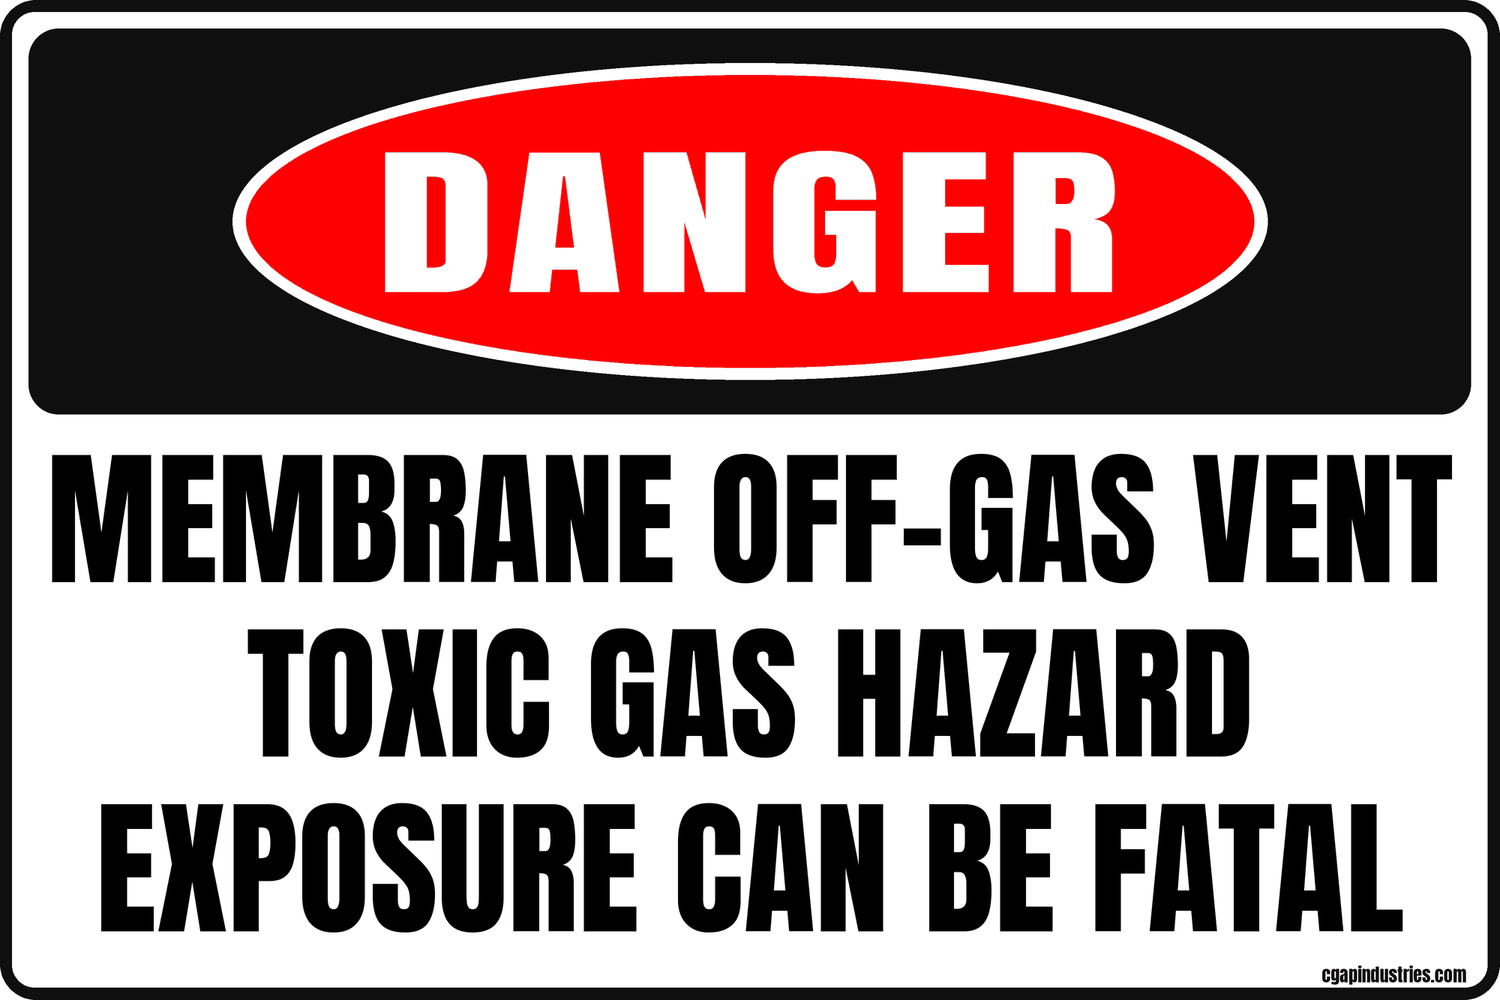 DANGER
MEMBRANE OFF-GAS VENT
TOXIC GAS HAZARD
EXPOSURE CAN BE FATAL
cgapindustries.com